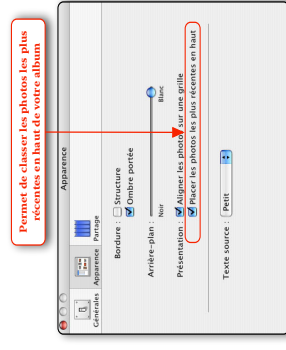 Permet de classer les photos les plus
récentes en haut de votre album
Apparence
Générales
Apparence
Partage
Bordure :
Structure
Ombre portée
Arrière-plan :
Noir
Blanc
Présentation :
Aligner les photos sur une grille
Placer les photos les plus récentes en haut
Texte source :
Petit